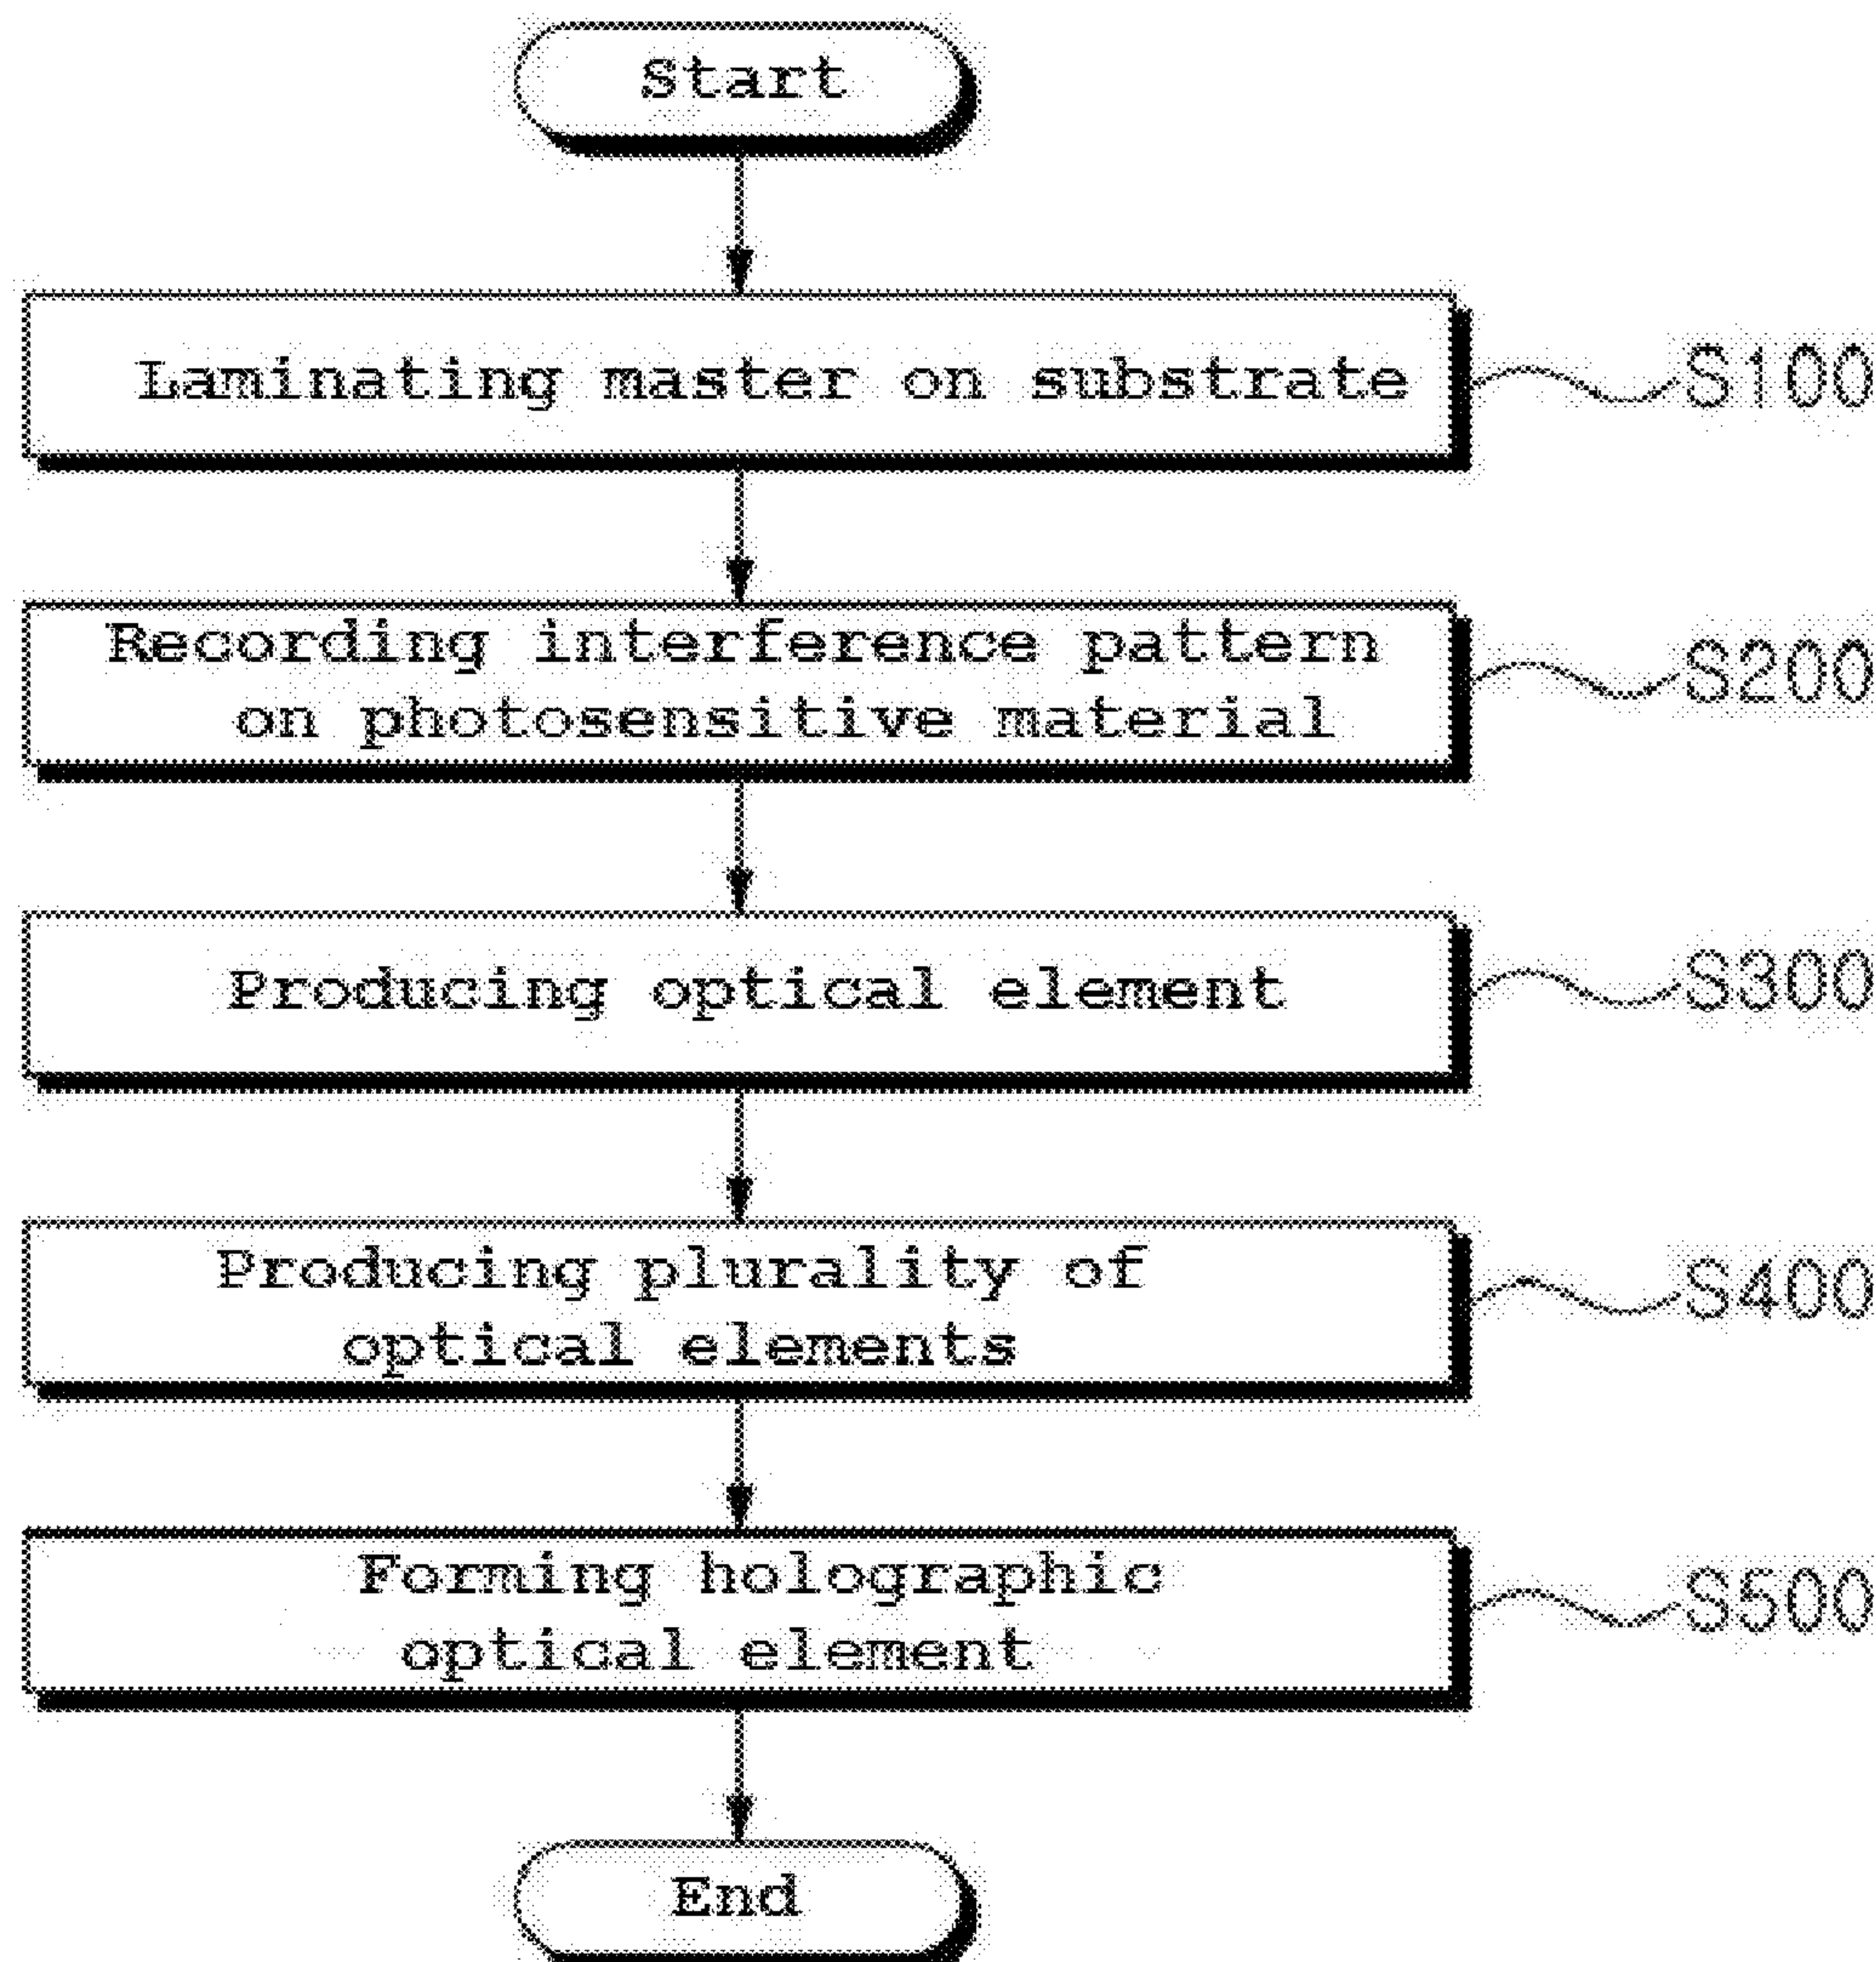 Start
Laminating master on substrate
S100
Recording interference pattern
on photosensitive material
S200
Producing optical element
S300
Producing plurality of
optical elements
S400
Forming holographic
optical element
S500
End